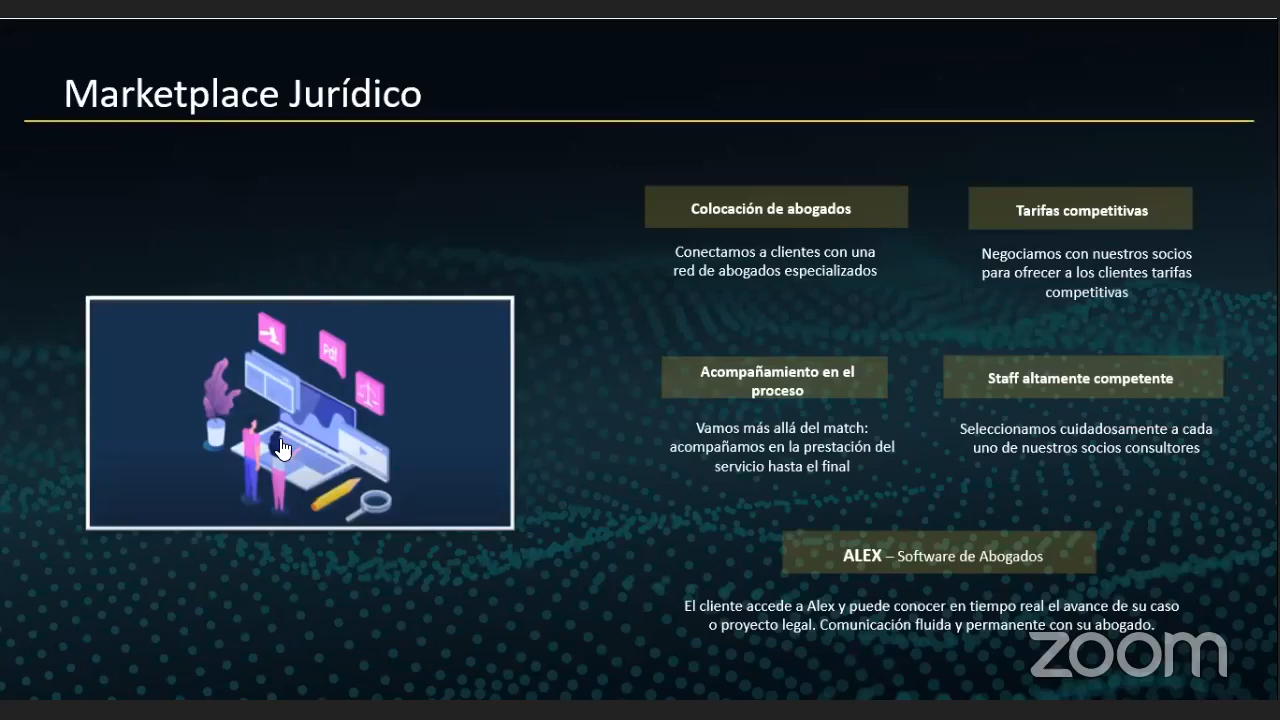 Marketplace Jurídico
Colocación de abogados
Conectamos a clientes con una
red de abogados especializados
Tarifas competitivas
Negociamos con nuestros socios
para ofrecer a los clientes tarifas
competitivas
Acompañamiento en el
proceso
Vamos más allá del match:
acompañamos en la prestación del
servicio hasta el final
Staff altamente competente
Seleccionamos cuidadosamente a cada
uno de nuestros socios consultores
Pdf
ALEX – Software de Abogados
El cliente accede a Alex y puede conocer en tiempo real el avance de su caso
o proyecto legal. Comunicación fluida y permanente con su abogado.
zoom